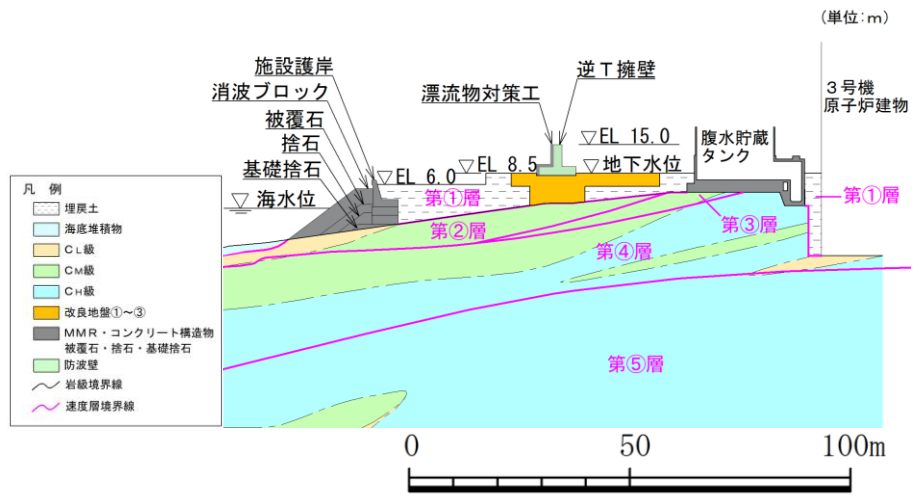 (単位:m)
施設護岸
消波ブロック
被覆石
捨石
基礎捨石
海水位
漂流物対策工
逆T擁壁
EL 15.0
EL 8.5
EL 6.0
地下水位
腹水貯蔵
タンク
3号機
原子炉建物
第①層
第①層
第②層
第③層
第④層
第⑤層
凡 例
埋戻土
海底堆積物
CL級
CM級
CH級
改良地盤①~③
MMR・コンクリート構造物
被覆石・捨石・基礎捨石
防波壁
岩級境界線
速度層境界線
0 50 100m